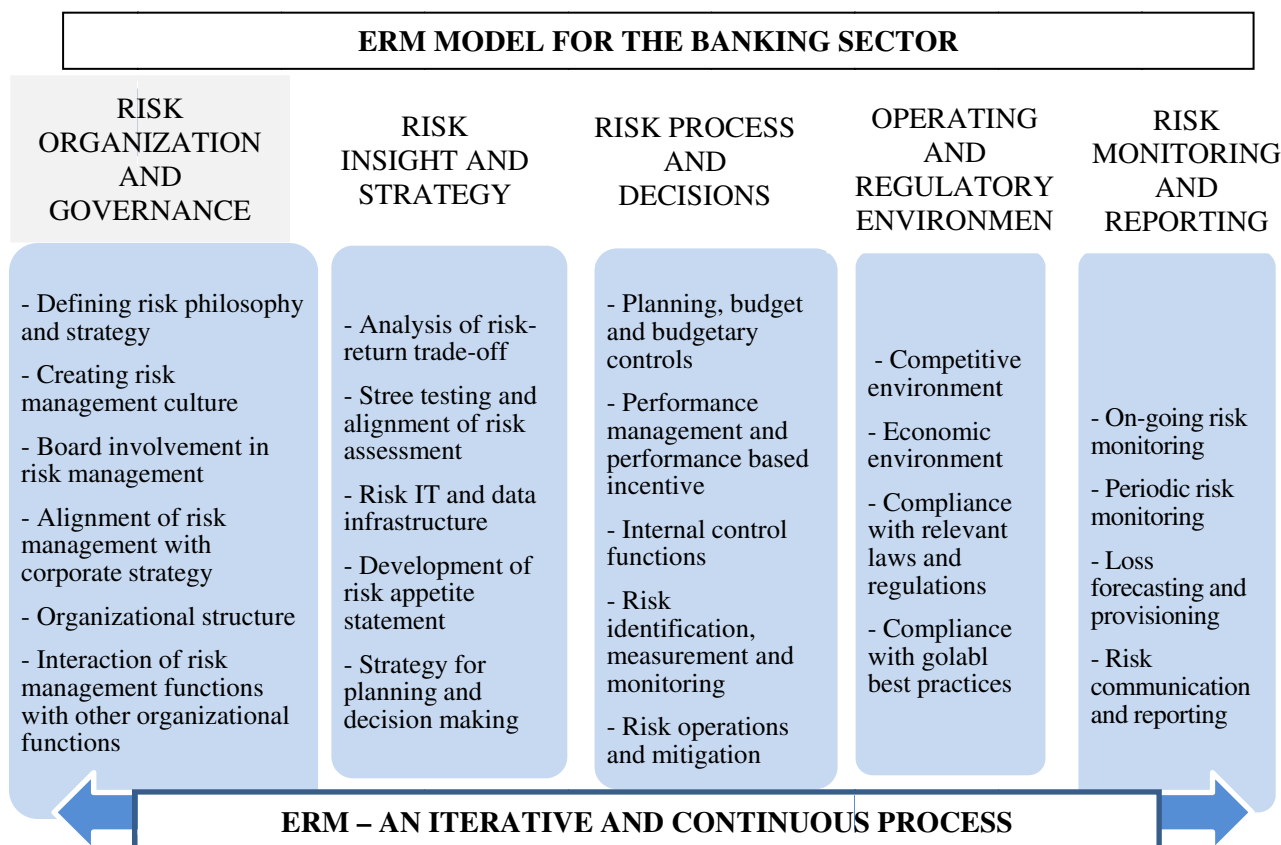 ERM MODEL FOR THE BANKING SECTOR
RISK
ORGANIZATION
AND
GOVERNANCE
RISK
INSIGHT AND
STRATEGY
RISK PROCESS
AND
DECISIONS
OPERATING
AND
REGULATORY
ENVIRONMEN
RISK
MONITORING
AND
REPORTING
- Defining risk philosophy
and strategy
- Creating risk
management culture
- Board involvement in
risk management
- Alignment of risk
management with
corporate strategy
- Organizational structure
- Interaction of risk
management functions
with other organizational
functions
- Analysis of risk-
return trade-off
- Stree testing and
alignment of risk
assessment
- Risk IT and data
infrastructure
- Development of
risk appetite
statement
- Strategy for
planning and
decision making
- Planning, budget
and budgetary
controls
- Performance
management and
performance based
incentive
- Internal control
functions
- Risk
identification,
measurement and
monitoring
- Risk operations
and mitigation
- Competitive
environment
- Economic
environment
- Compliance
with relevant
laws and
regulations
- Compliance
with golabl
best practices
- On-going risk
monitoring
- Periodic risk
monitoring
- Loss
forecasting and
provisioning
- Risk
communication
and reporting
ERM – AN ITERATIVE AND CONTINUOUS PROCESS